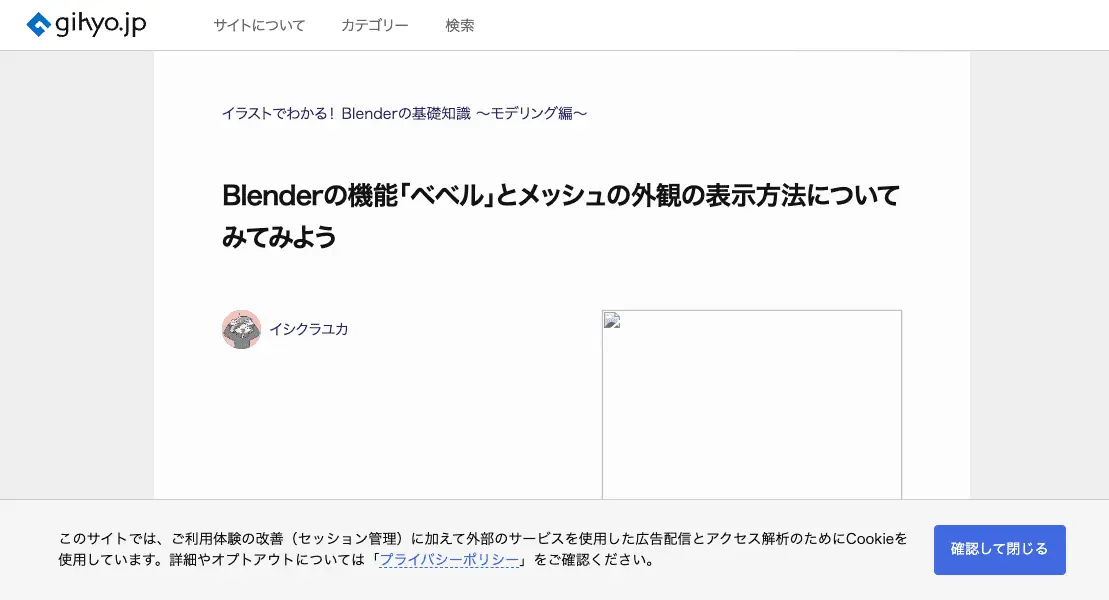 gihyo.jp サイトについて カテゴリー 検索
イラストでわかる！Blenderの基礎知識 〜モデリング編〜
Blenderの機能「ベベル」とメッシュの外観の表示方法について
みてみよう
イシクラユカ
このサイトでは、ご利用体験の改善（セッション管理）に加えて外部のサービスを使用した広告配信とアクセス解析のためにCookieを
使用しています。詳細やオプトアウトについては「プライバシーポリシー」をご確認ください。
確認して閉じる